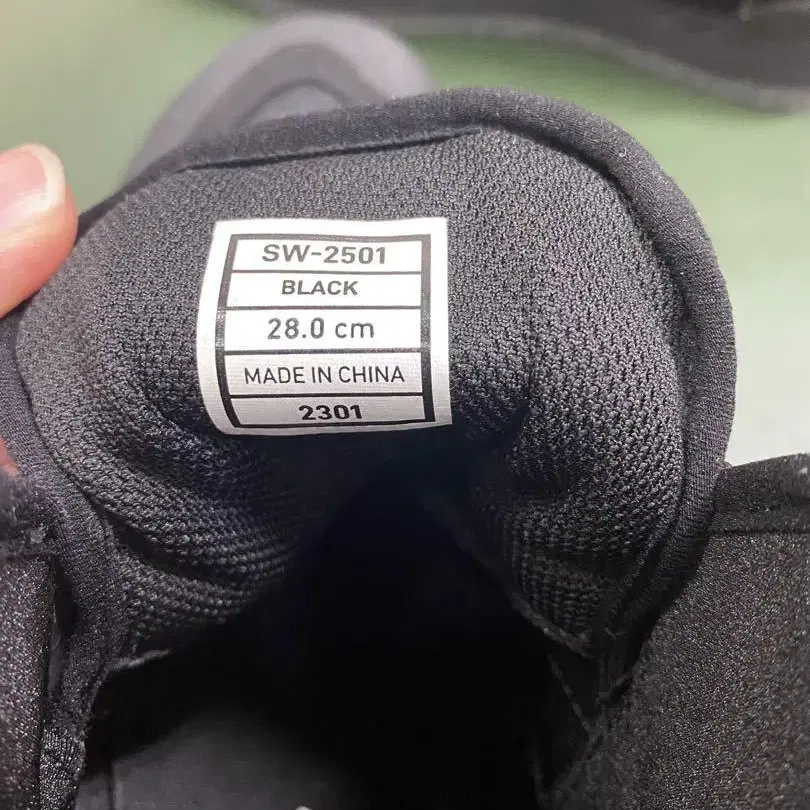 SW-2501
BLACK
28.0 cm
MADE IN CHINA
2301